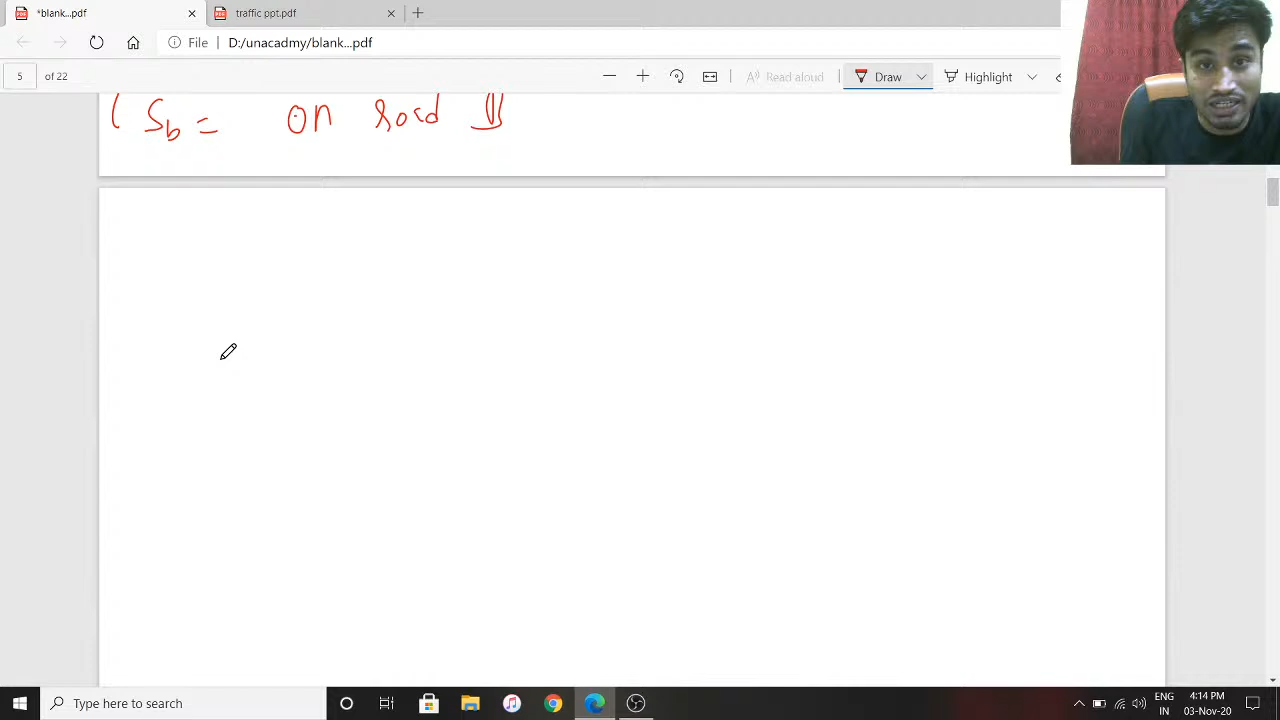 *blank...pdf
traffic ppt.pdf
File D:/unacadmy/blank...pdf
5 of 22
Read aloud
Draw
Highlight
( Sb = on road
Type here to search
ENG
IN
4:14 PM
03-Nov-20